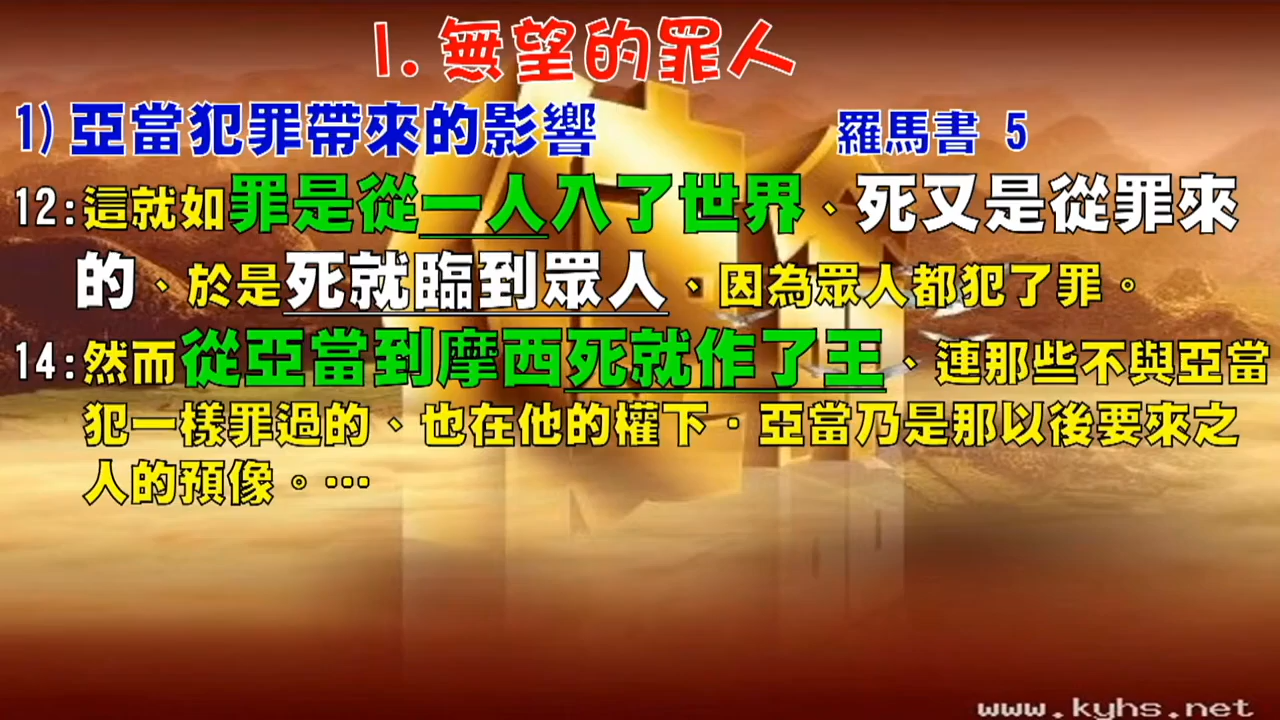 1.無望的罪人
1)亞當犯罪帶來的影響 羅馬書 5
12:這就如罪是從一人入了世界、死又是從罪來
的、於是死就臨到眾人、因為眾人都犯了罪。
14:然而從亞當到摩西死就作了王、連那些不與亞當
犯一樣罪過的、也在他的權下．亞當乃是那以後要來之
人的預像。…
www.kyhs.net